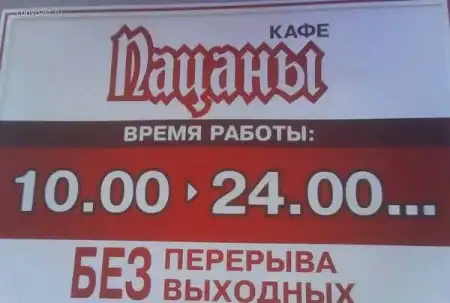 КАФЕ
Пацаны
ВРЕМЯ РАБОТЫ:
10.00 ‣ 24.00...
БЕЗ ПЕРЕРЫВА
ВЫХОДНЫХ